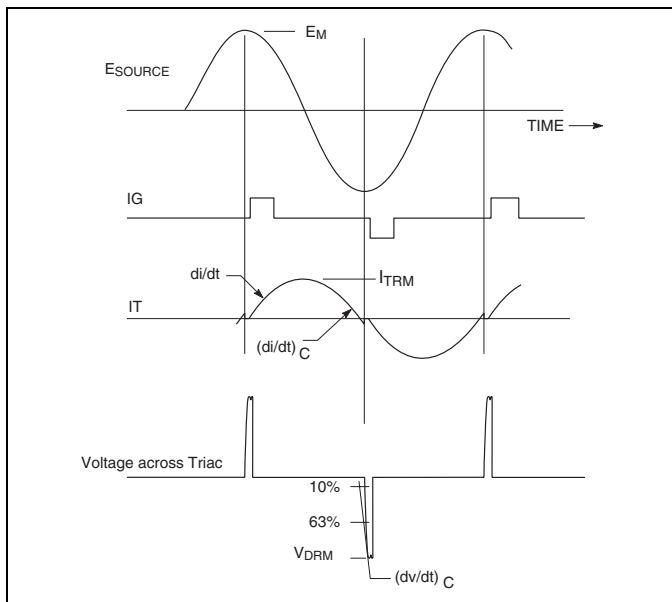 EM
ESOURCE
TIME
IG
di/dt
ITRM
IT
(di/dt) C
Voltage across Triac
10%
63%
VDRM
(dv/dt) C